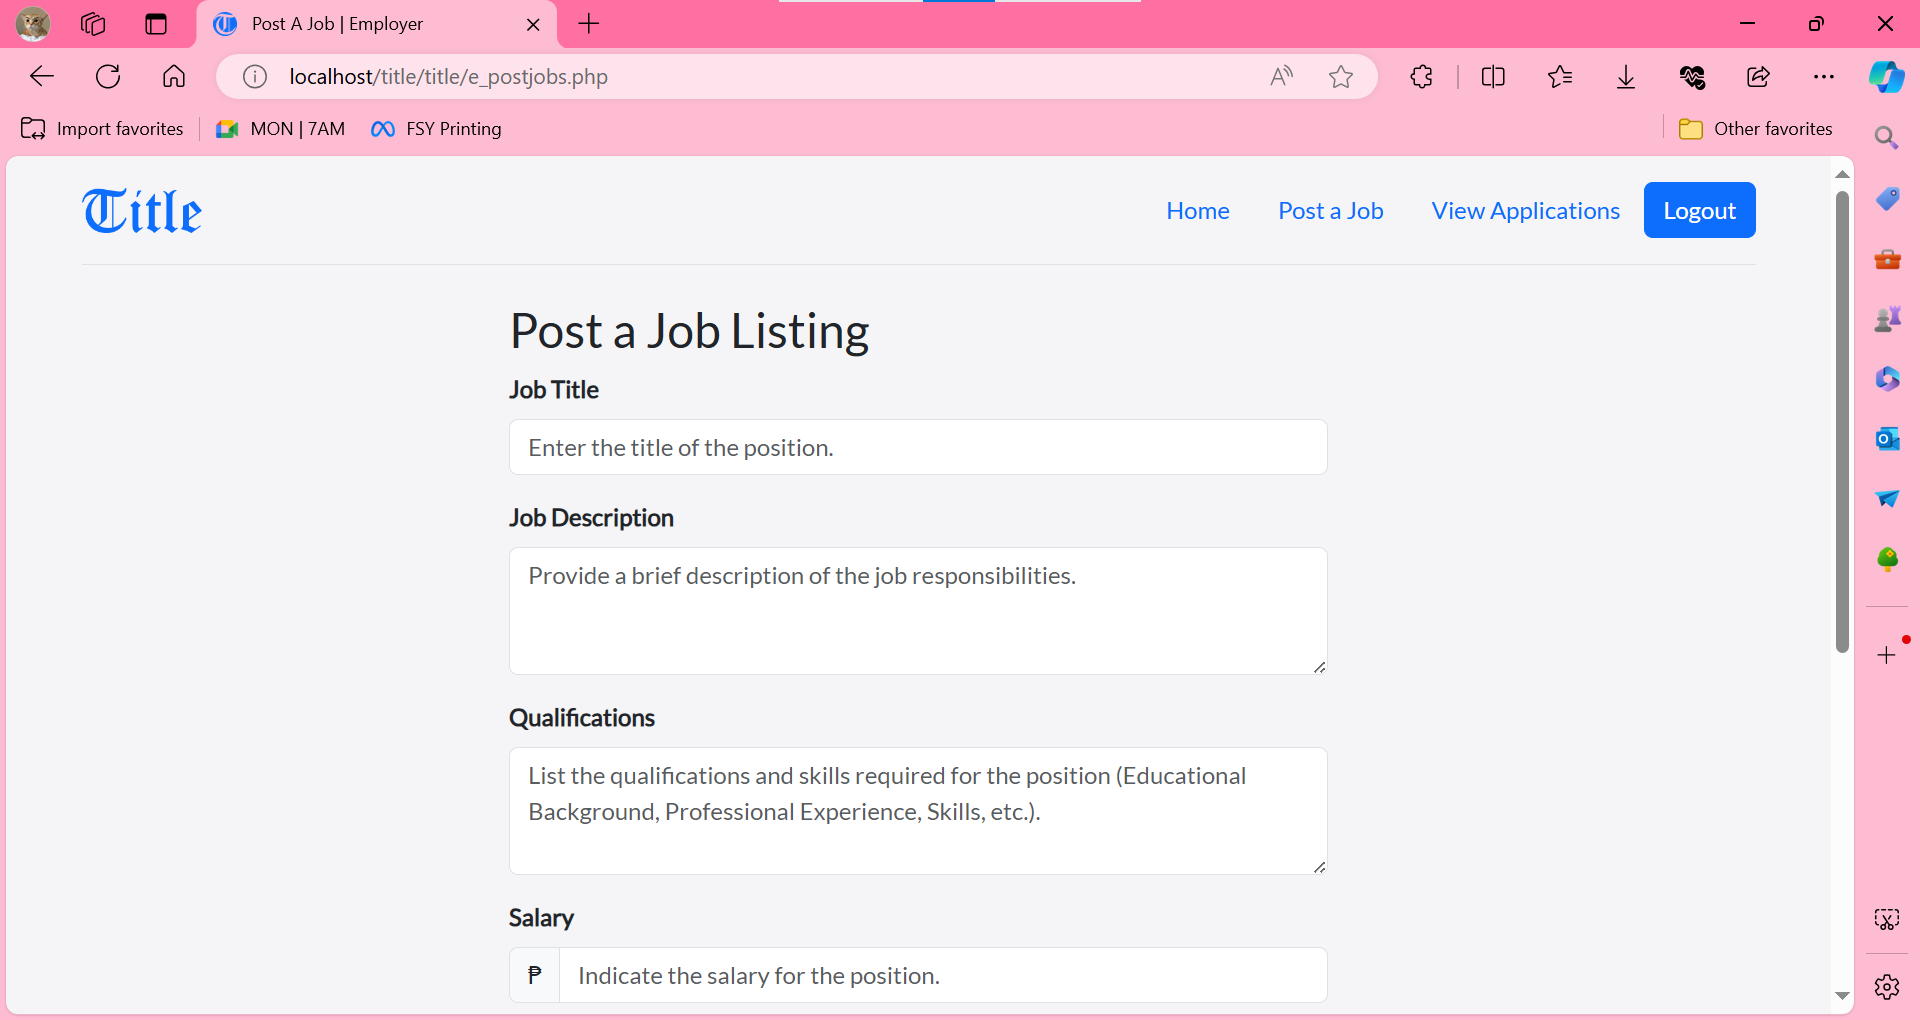 Post A Job | Employer
localhost/title/title/e_postjobs.php
Import favorites
MON | 7AM
FSY Printing
Other favorites
Title
Home
Post a Job
View Applications
Logout
Post a Job Listing
Job Title
Enter the title of the position.
Job Description
Provide a brief description of the job responsibilities.
Qualifications
List the qualifications and skills required for the position (Educational
Background, Professional Experience, Skills, etc.).
Salary
₱ Indicate the salary for the position.